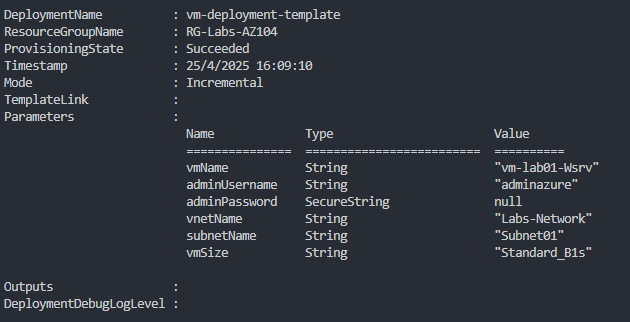 DeploymentName          : vm-deployment-template
ResourceGroupName       : RG-Labs-AZ104
ProvisioningState       : Succeeded
Timestamp               : 25/4/2025 16:09:10
Mode                    : Incremental
TemplateLink            :
Parameters              :
                          Name             Type                       Value
                          ===============  =========================  ==========
                          vmName           String                     "vm-lab01-Wsrv"
                          adminUsername    String                     "adminazure"
                          adminPassword    SecureString               null
                          vnetName         String                     "Labs-Network"
                          subnetName       String                     "Subnet01"
                          vmSize           String                     "Standard_B1s"
Outputs                 :
DeploymentDebugLogLevel :